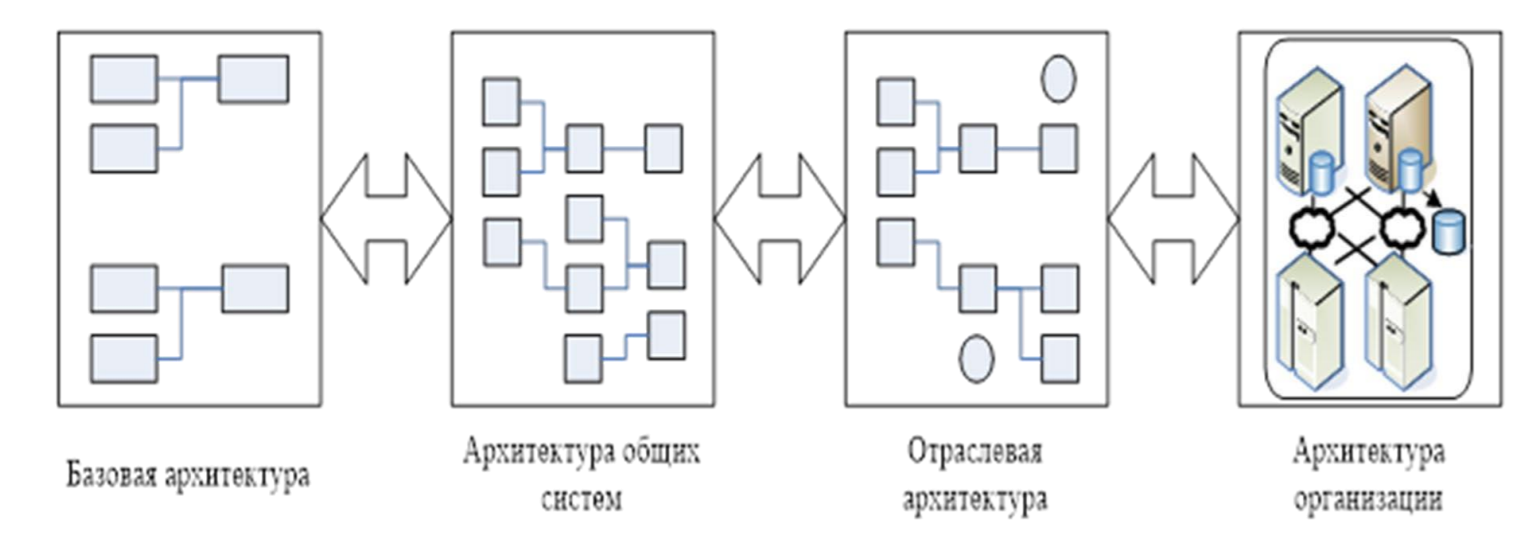 Базовая архитектура
Архитектура общих
систем
Отраслевая
архитектура
Архитектура
организации